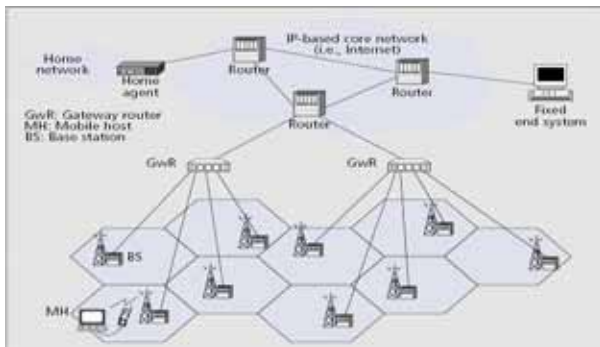 Home
network
Home
agent
Router
IP-based core network
(i.e., Internet)
Router
Router
Fixed
end system
GwR: Gateway router
MH: Mobile host
BS: Base station
GwR
GwR
BS
MH